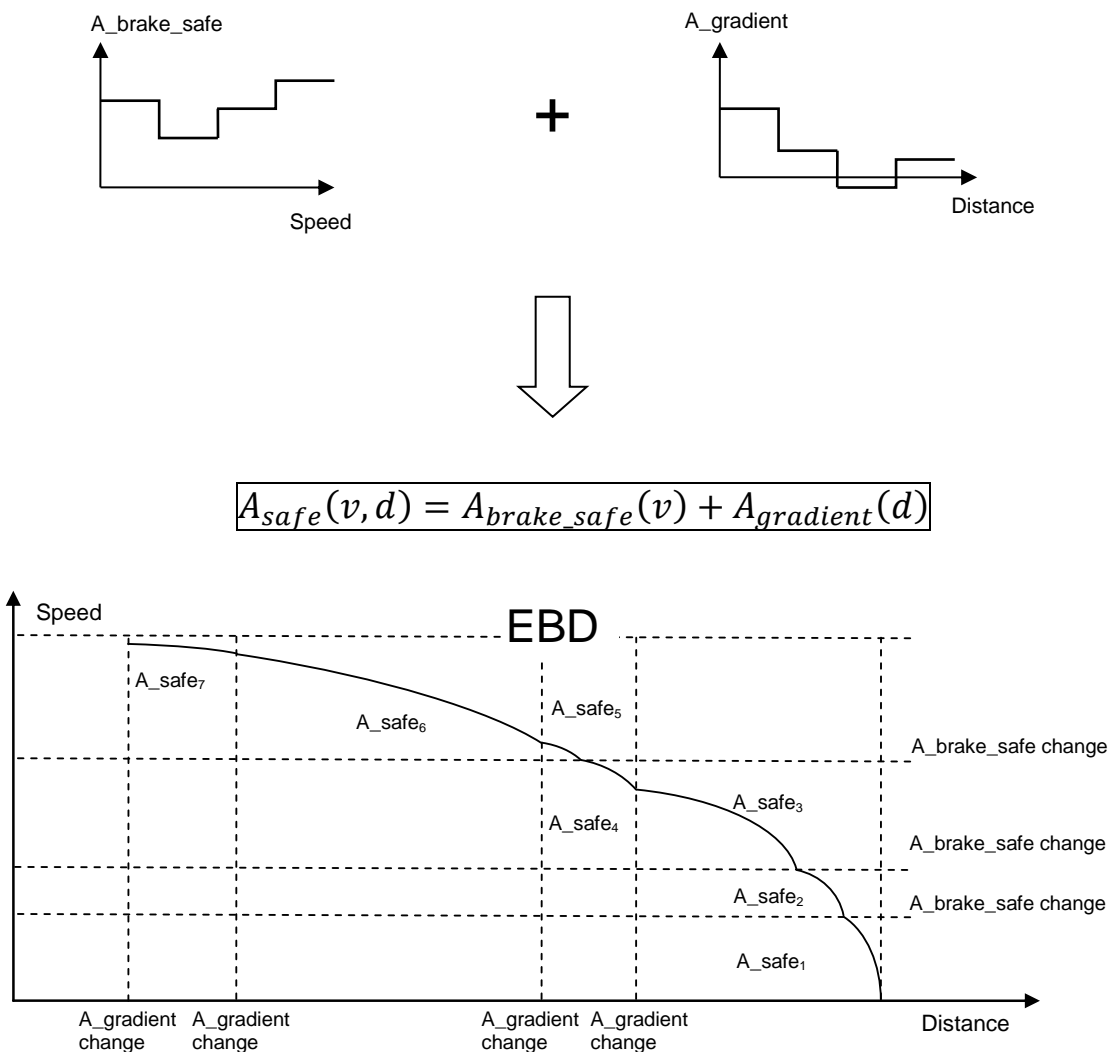 A_brake_safe
A_gradient
+
Speed
Distance
A_safe(v, d) = A_brake_safe(v) + A_gradient(d)
Speed
EBD
A_safe₇
A_safe₅
A_safe₆
A_brake_safe change
A_safe₃
A_safe₄
A_brake_safe change
A_safe₂
A_brake_safe change
A_safe₁
A_gradient
change
A_gradient
change
A_gradient
change
A_gradient
change
Distance